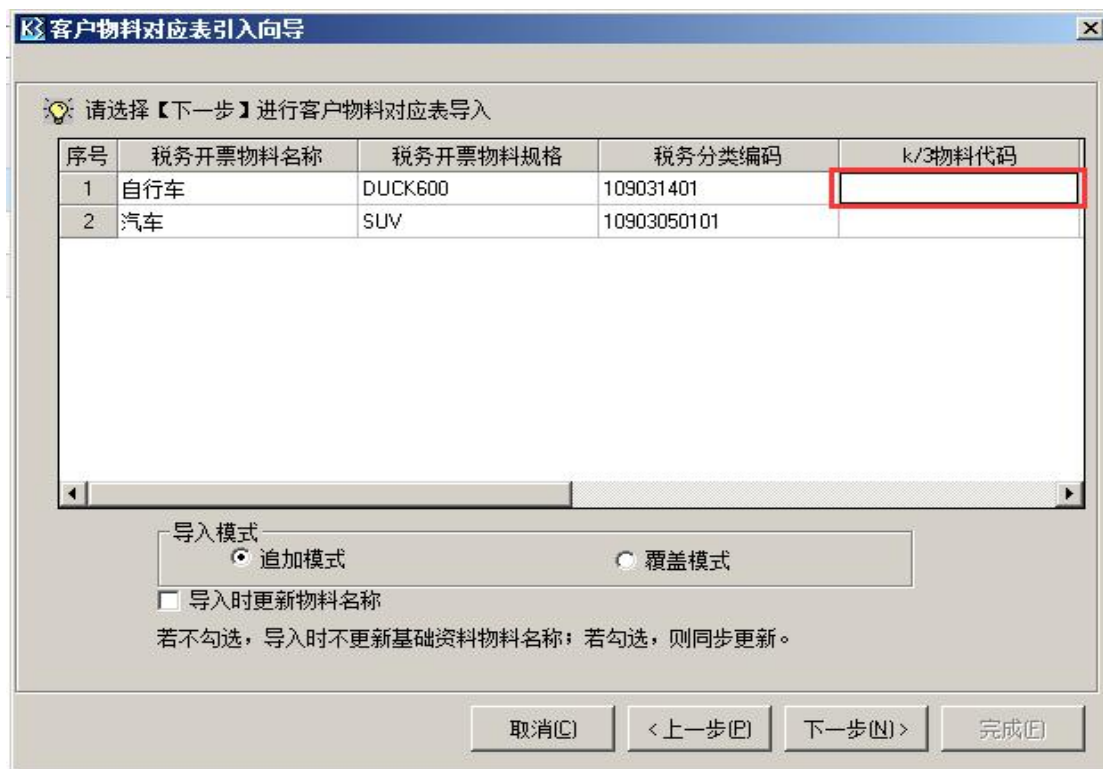 K3 客户物料对应表引入向导
请选择【下一步】进行客户物料对应表导入
序号 税务开票物料名称 税务开票物料规格 税务分类编码 k/3物料代码
1 自行车 DUCK600 109031401
2 汽车 SUV 10903050101
导入模式
追加模式 覆盖模式
导入时更新物料名称
若不勾选，导入时不更新基础资料物料名称；若勾选，则同步更新。
取消(C) <上一步(P) 下一步(N)> 完成(F)